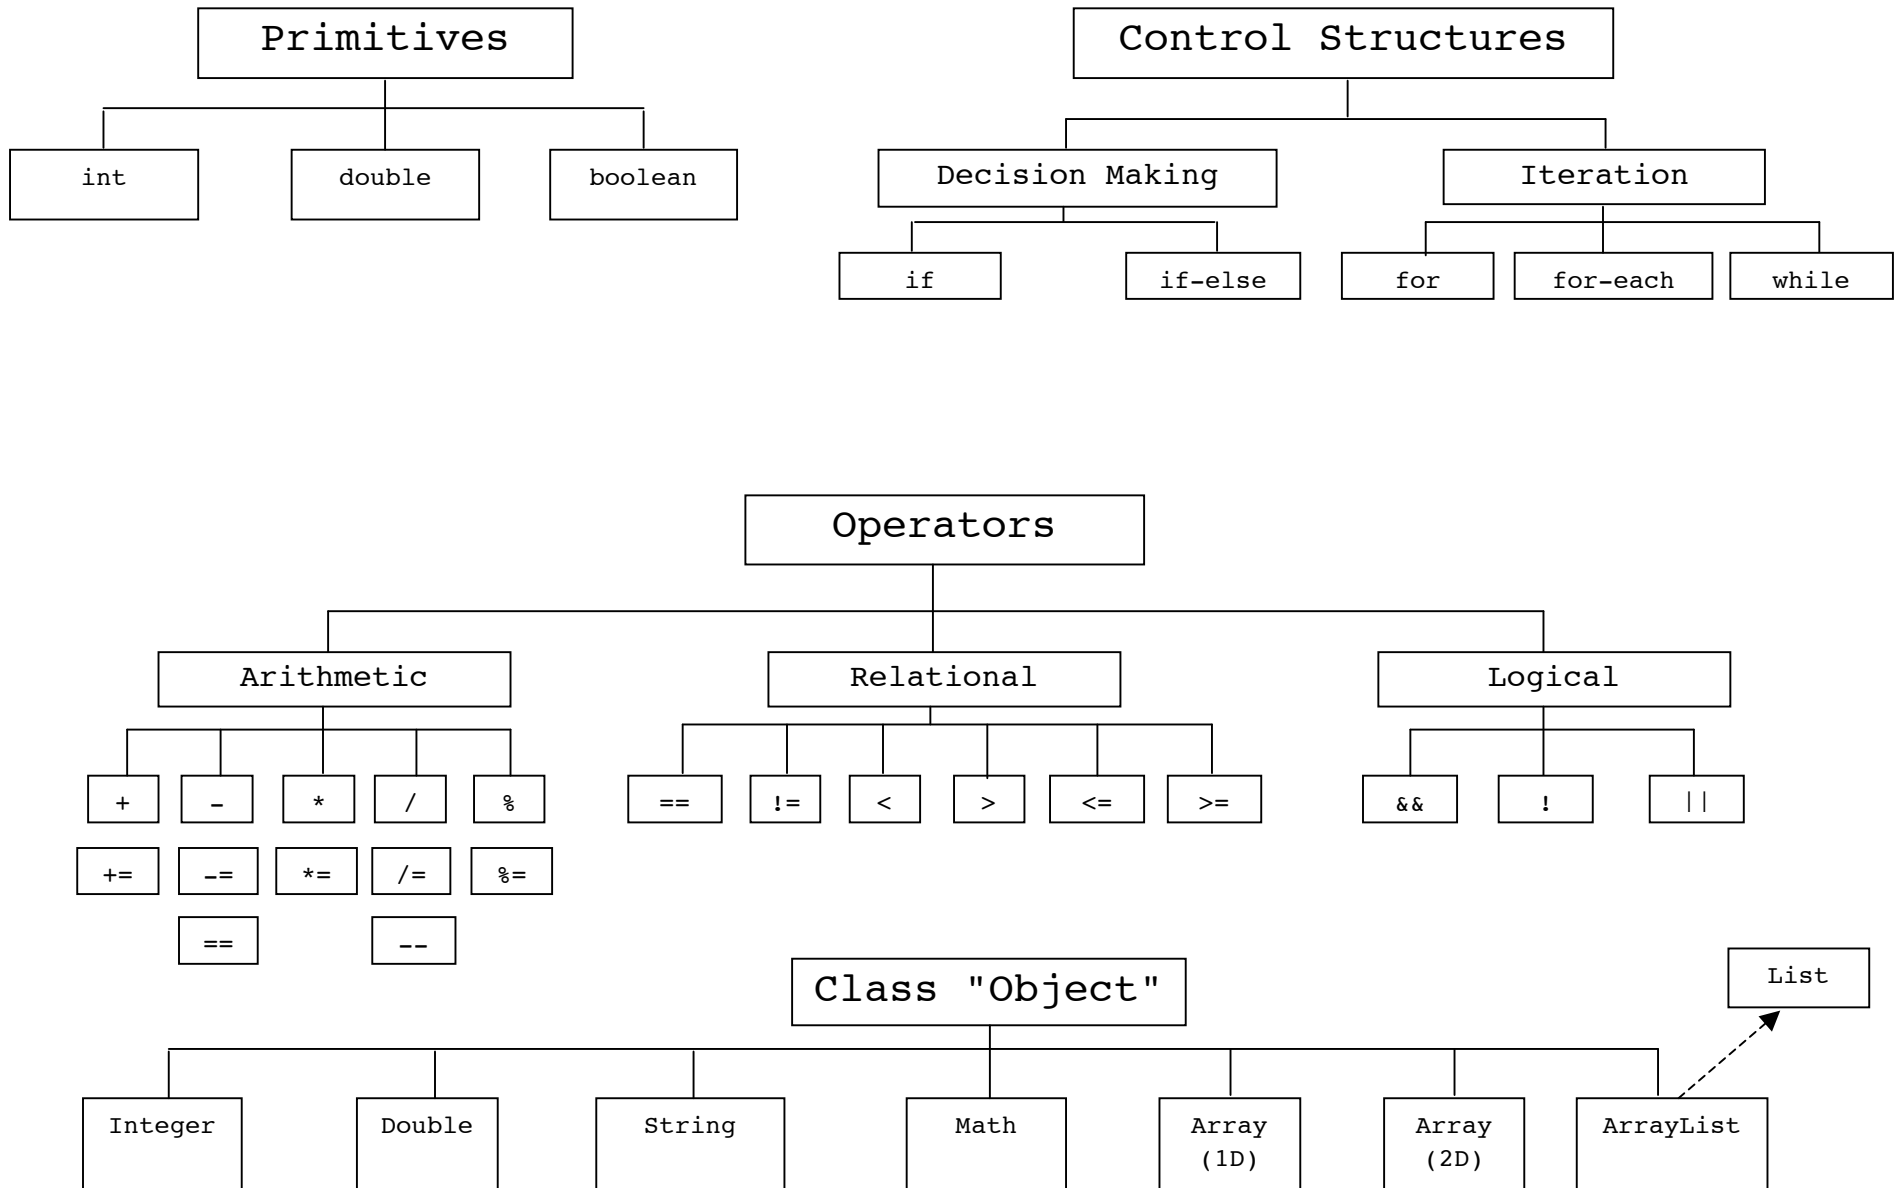 Primitives
Control Structures
int
double
boolean
Decision Making
Iteration
if
if-else
for
for-each
while
Operators
Arithmetic
Relational
Logical
+
-
*
/
%
==
!=
<
>
<=
>=
&&
!
||
+=
-=
*=
/=
%=
==
--
Class "Object"
List
Integer
Double
String
Math
Array
(1D)
Array
(2D)
ArrayList